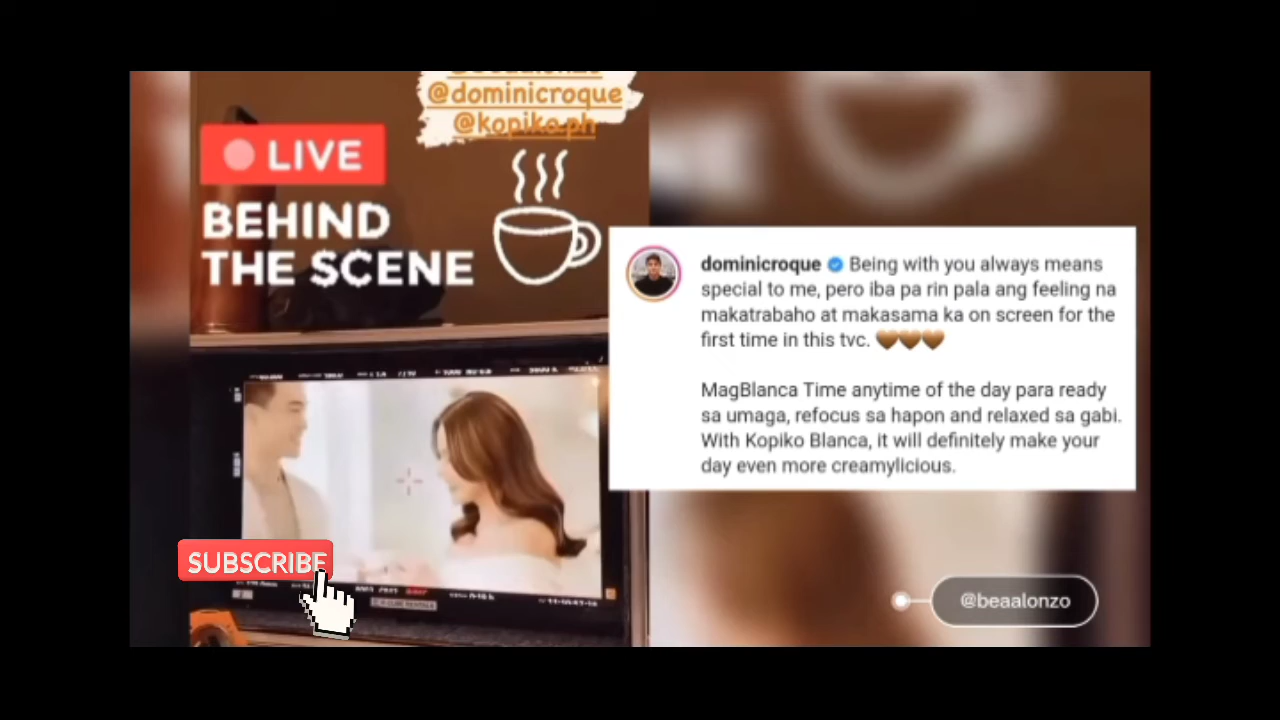 @dominicroque
@kopiko.ph
LIVE
BEHIND
THE SCENE
dominicroque Being with you always means
special to me, pero iba pa rin pala ang feeling na
makatrabaho at makasama ka on screen for the
first time in this tvc. 🤎🤎🤎
MagBlanca Time anytime of the day para ready
sa umaga, refocus sa hapon and relaxed sa gabi.
With Kopiko Blanca, it will definitely make your
day even more creamylicious.
SUBSCRIBE
@beaalonzo